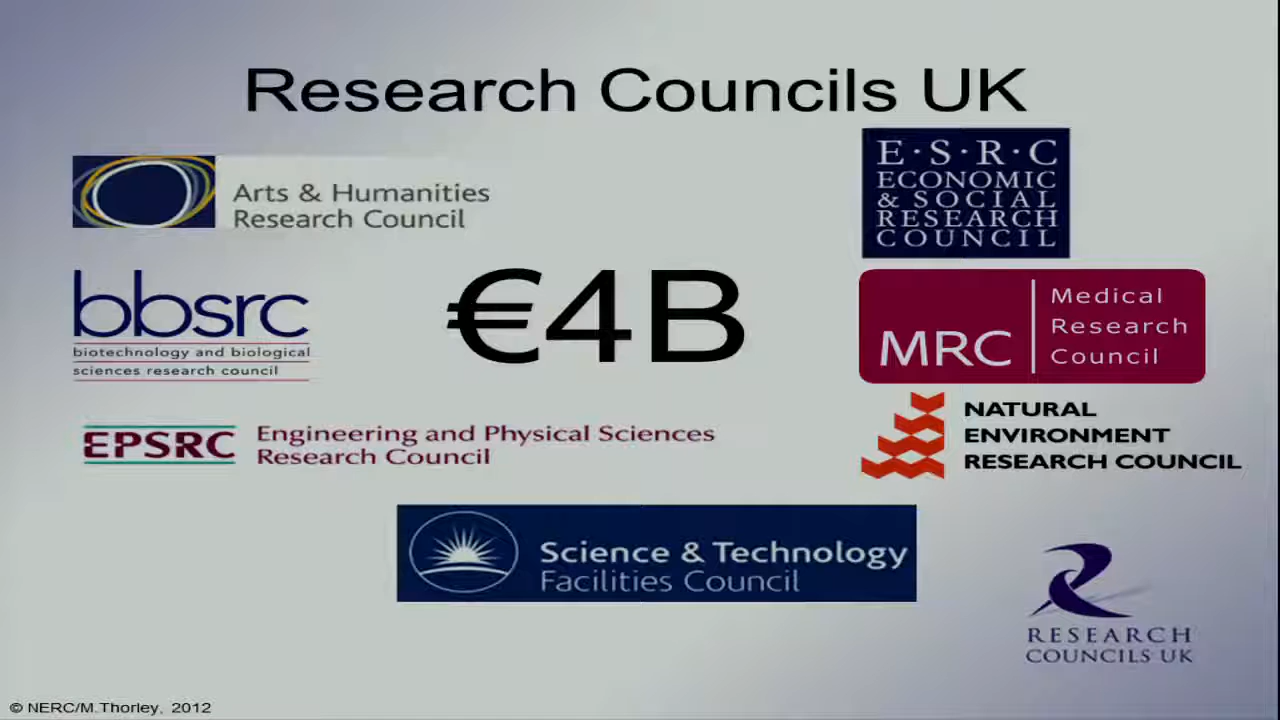 Research Councils UK
Arts & Humanities
Research Council
E·S·R·C
ECONOMIC
& SOCIAL
RESEARCH
COUNCIL
bbsrc
biotechnology and biological
sciences research council
€4B
MRC
Medical
Research
Council
EPSRC
Engineering and Physical Sciences
Research Council
NATURAL
ENVIRONMENT
RESEARCH COUNCIL
Science & Technology
Facilities Council
RESEARCH
COUNCILS UK
© NERC/M.Thorley, 2012